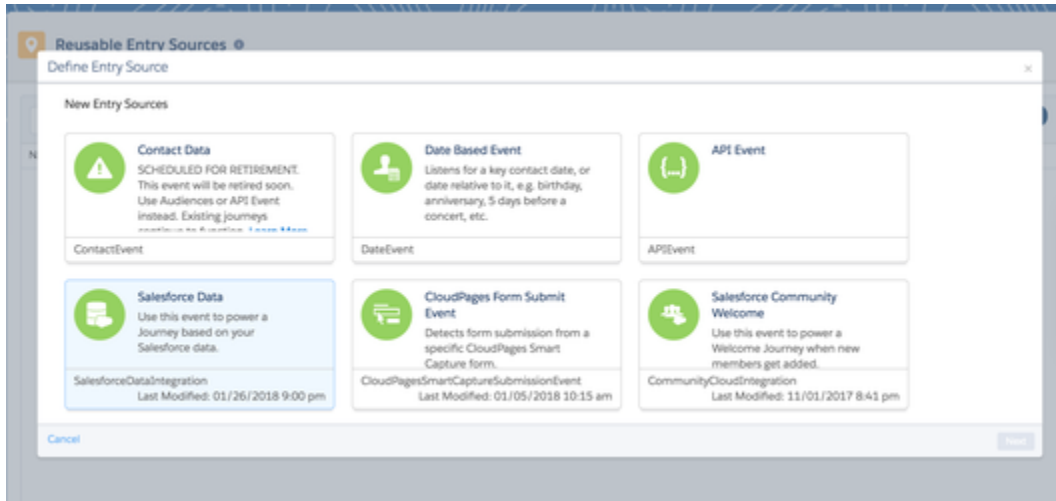 Reusable Entry Sources
Define Entry Source
New Entry Sources
Contact Data
SCHEDULED FOR RETIREMENT.
This event will be retired soon.
Use Audiences or API Event
instead. Existing journeys
continue to function. Learn More
ContactEvent
Date Based Event
Listens for a key contact date, or
date relative to it, e.g. birthday,
anniversary, 5 days before a
concert, etc.
DateEvent
API Event
{...}
APIEvent
Salesforce Data
Use this event to power a
Journey based on your
Salesforce data.
SalesforceDataIntegration
Last Modified: 01/26/2018 9:00 pm
CloudPages Form Submit
Event
Detects form submission from a
specific CloudPages Smart
Capture form.
CloudPagesSmartCaptureSubmissionEvent
Last Modified: 01/05/2018 10:15 am
Salesforce Community
Welcome
Use this event to power a
Welcome Journey when new
members get added.
CommunityCloudIntegration
Last Modified: 11/01/2017 8:41 pm
Cancel
Next